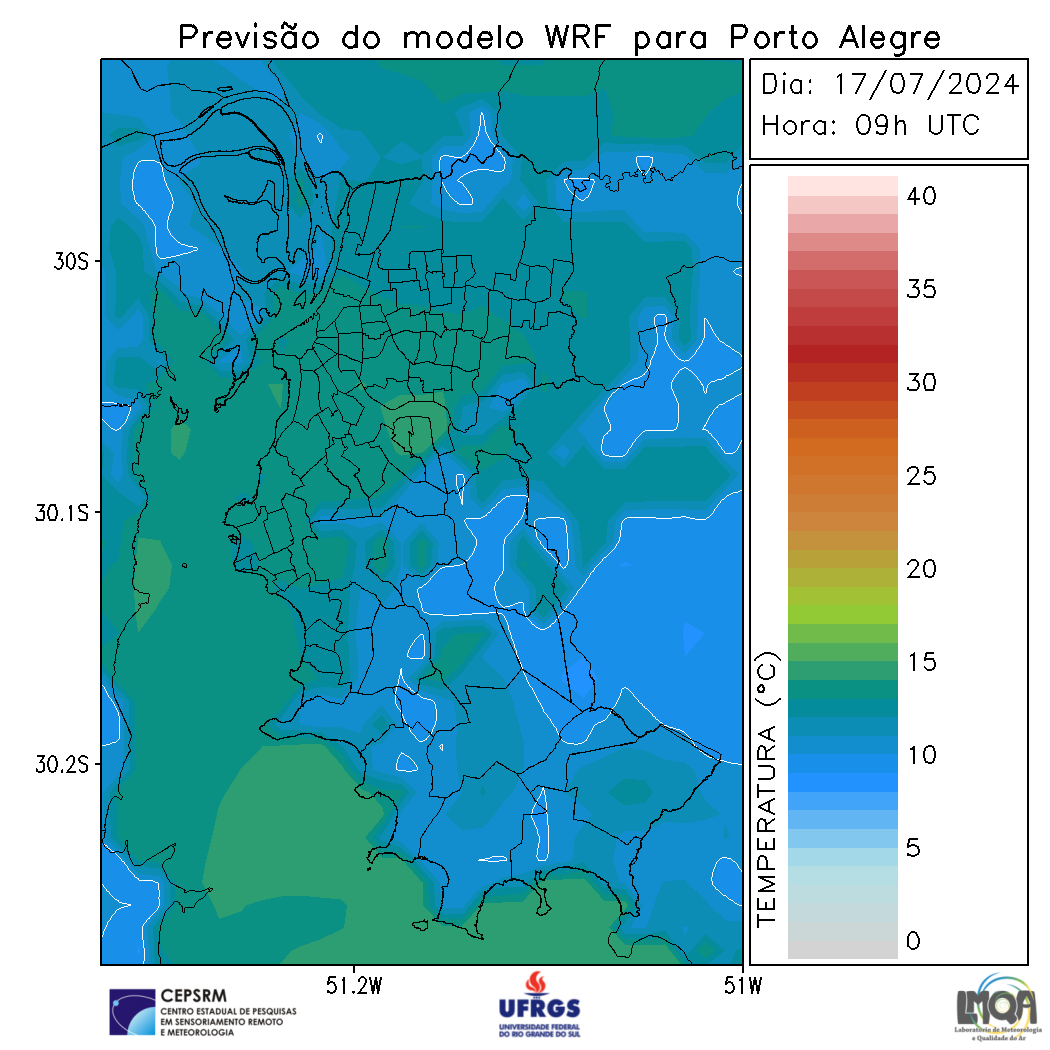 Previsão do modelo WRF para Porto Alegre
Dia: 17/07/2024
Hora: 09h UTC
30S
30.1S
30.2S
51.2W
51W
TEMPERATURA (°C)
40
35
30
25
20
15
10
5
0
CEPSRM
CENTRO ESTADUAL DE PESQUISAS
EM SENSORIAMENTO REMOTO
E METEOROLOGIA
UFRGS
UNIVERSIDADE FEDERAL
DO RIO GRANDE DO SUL
LMQA
Laboratório de Meteorologia
e Qualidade do Ar